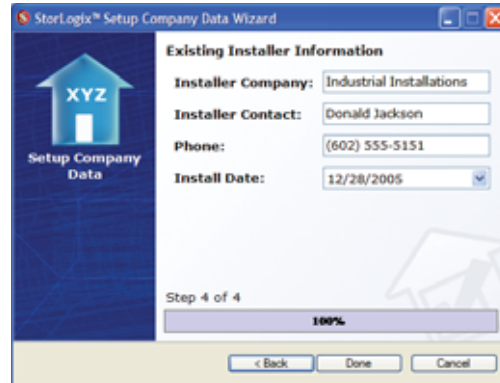 StorLogix™ Setup Company Data Wizard
XYZ
Setup Company
Data
Existing Installer Information
Installer Company: Industrial Installations
Installer Contact: Donald Jackson
Phone: (602) 555-5151
Install Date: 12/28/2005
Step 4 of 4
100%
< Back Done Cancel